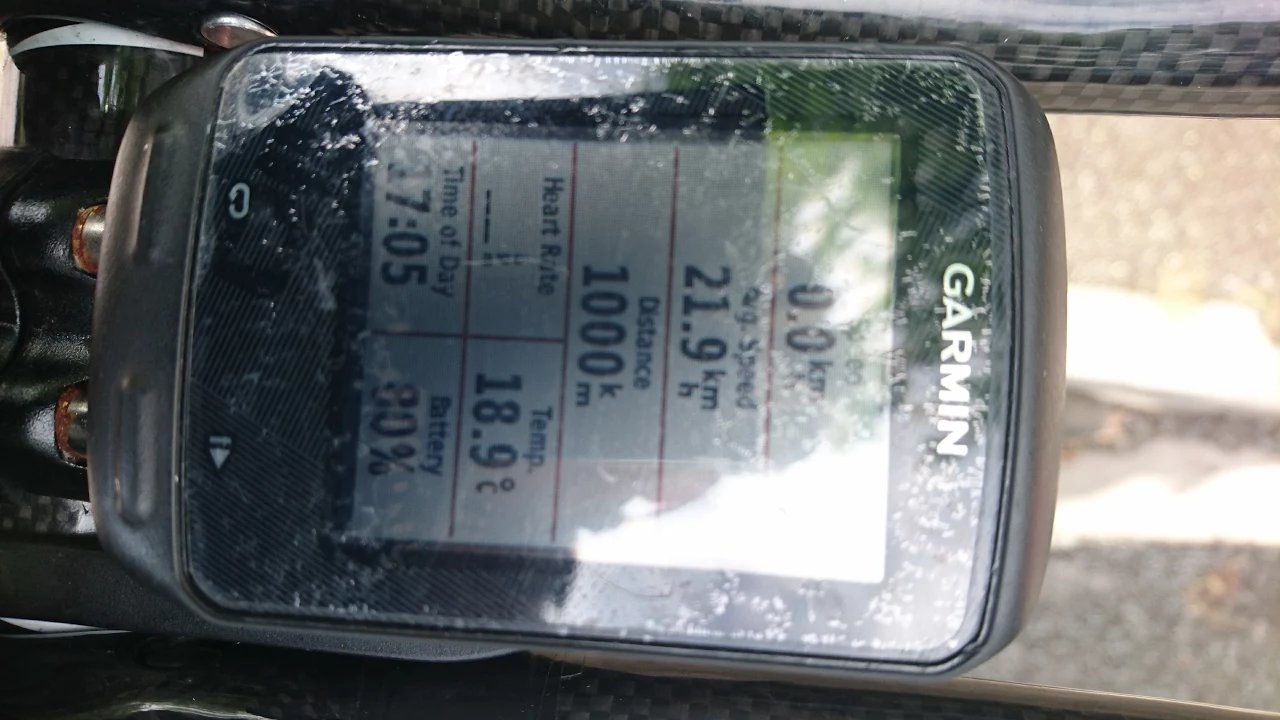 GARMIN
0.0 km
Avg. Speed
21.9 km h
Distance
1000 k m
Heart Rate
Temp.
---
18.9 °C
Time of Day
Battery
17:05
80%